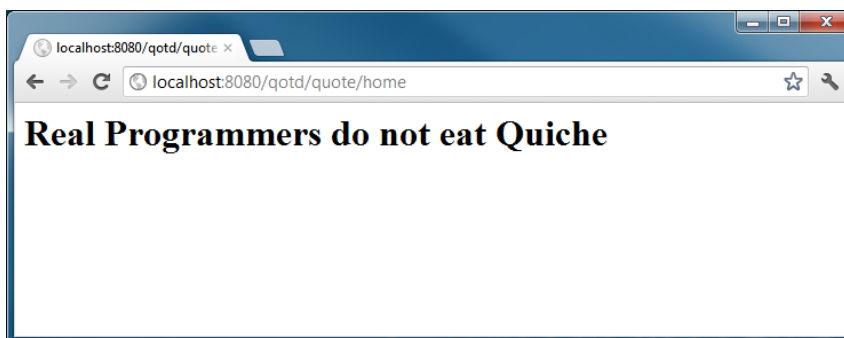 localhost:8080/qotd/quote
localhost:8080/qotd/quote/home
Real Programmers do not eat Quiche